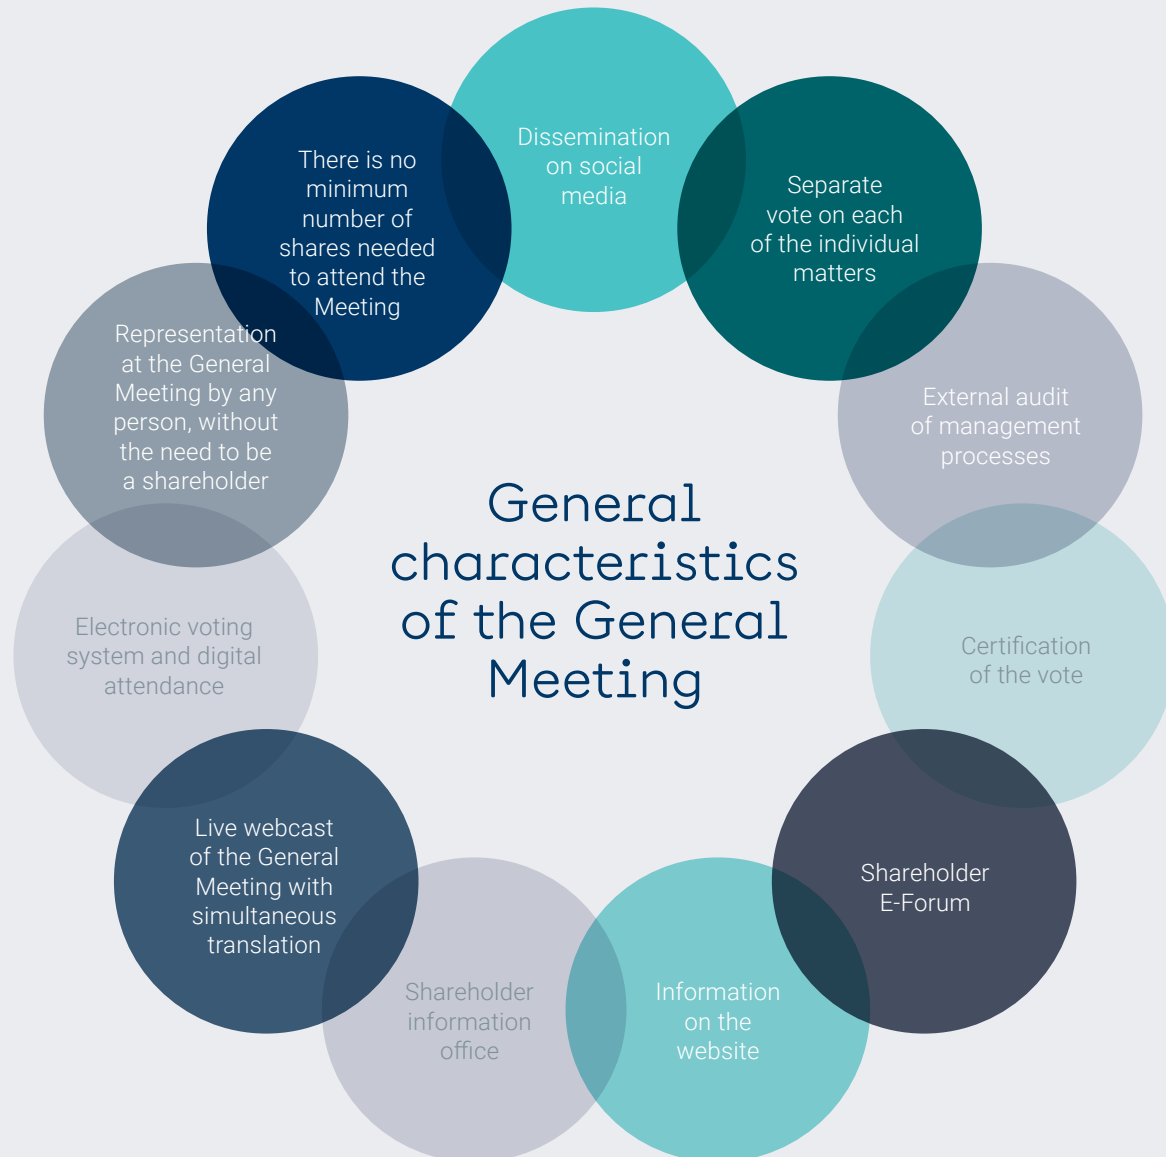 Dissemination
on social
media
Separate
vote on each
of the individual
matters
External audit
of management
processes
Certification
of the vote
Shareholder
E-Forum
Information
on the
website
Shareholder
information
office
Live webcast
of the General
Meeting with
simultaneous
translation
Electronic voting
system and digital
attendance
Representation
at the General
Meeting by any
person, without
the need to be
a shareholder
There is no
minimum
number of
shares needed
to attend the
Meeting
General
characteristics
of the General
Meeting